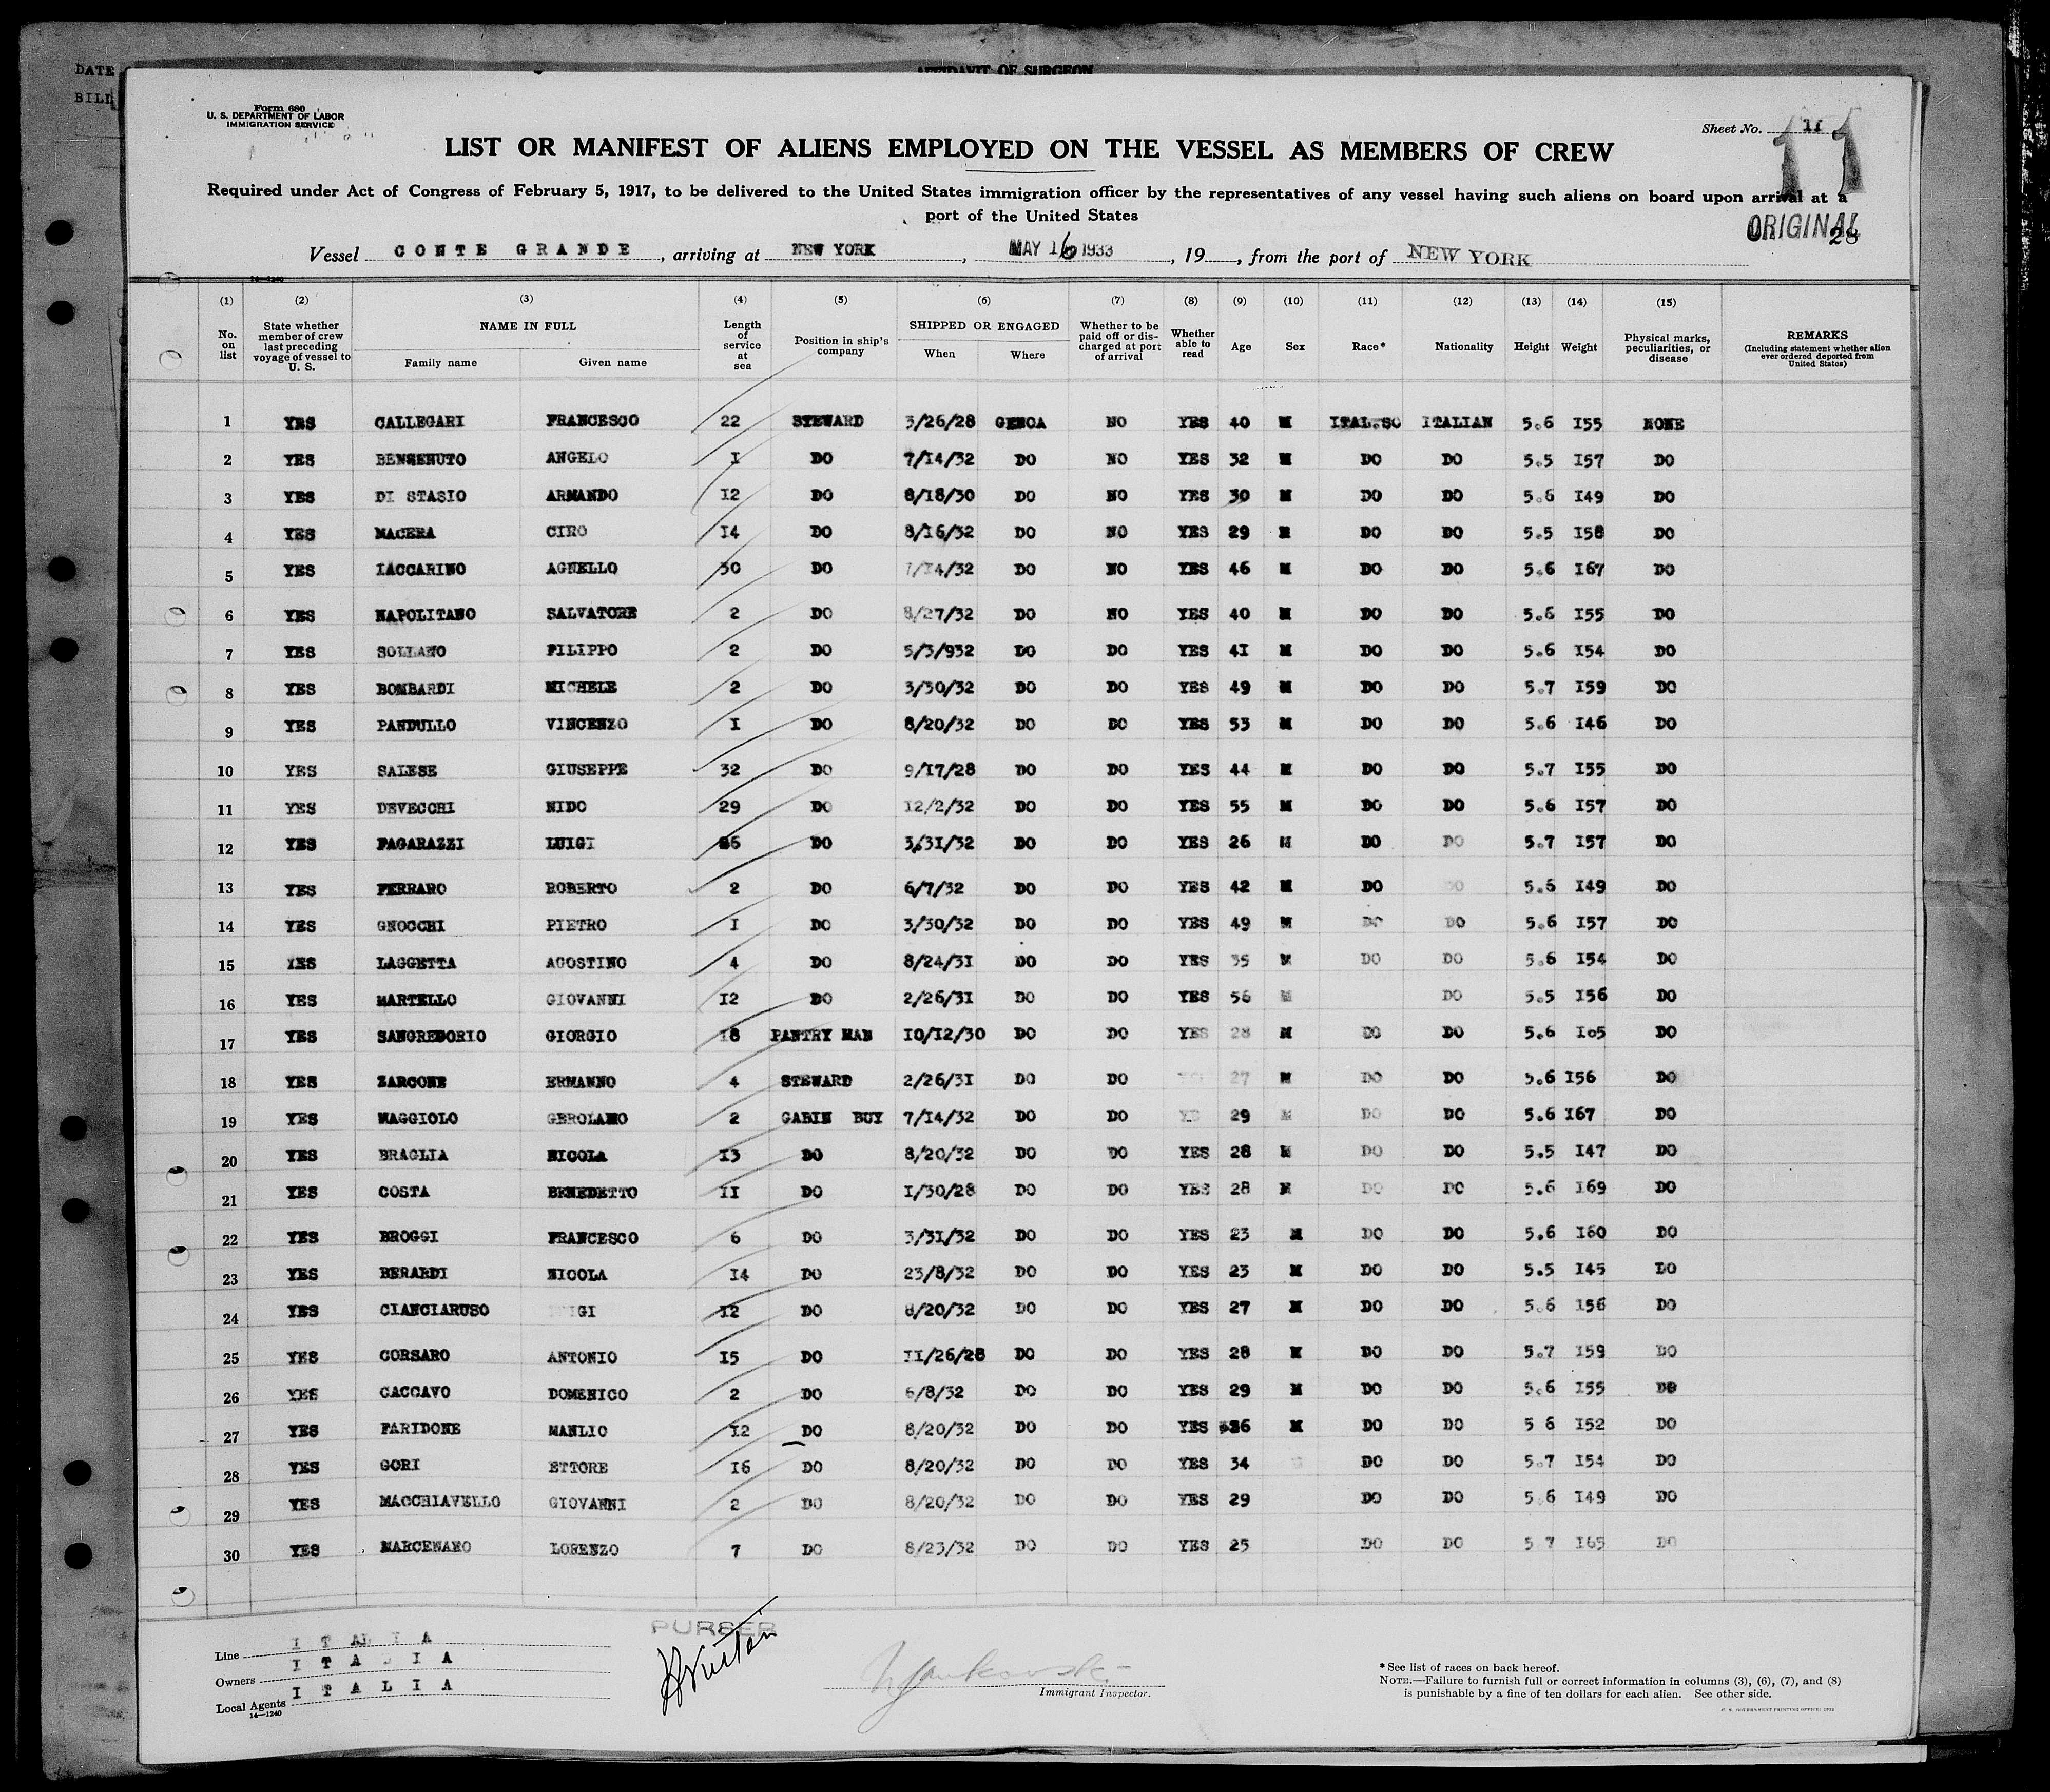 DATE
BILL
AFFIDAVIT OF SURGEON
Form 680
U. S. DEPARTMENT OF LABOR
IMMIGRATION SERVICE
Sheet No. 11
11
LIST OR MANIFEST OF ALIENS EMPLOYED ON THE VESSEL AS MEMBERS OF CREW
Required under Act of Congress of February 5, 1917, to be delivered to the United States immigration officer by the representatives of any vessel having such aliens on board upon arrival at a
port of the United States
ORIGINAL
28
Vessel CONTE GRANDE, arriving at NEW YORK, MAY 16 1933, 19, from the port of NEW YORK
14—1240
(1) (2) (3) (4) (5) (6) (7) (8) (9) (10) (11) (12) (13) (14) (15)
No. on list State whether member of crew last preceding voyage of vessel to U. S. NAME IN FULL Family name Given name Length of service at sea Position in ship's company SHIPPED OR ENGAGED When Where Whether to be paid off or discharged at port of arrival Whether able to read Age Sex Race* Nationality Height Weight Physical marks, peculiarities, or disease REMARKS (Including statement whether alien ever ordered deported from United States)
1 YES CALLEGARI FRANCESCO 22 STEWARD 3/26/28 GENOA NO YES 40 M ITAL.SO ITALIAN 5.6 155 NONE
2 YES BENVENUTO ANGELO 1 DO 7/14/32 DO NO YES 32 M DO DO 5.5 157 DO
3 YES DI STASIO ARMANDO 12 DO 8/18/30 DO NO YES 30 M DO DO 5.6 149 DO
4 YES MACERA CIRO 14 DO 8/16/32 DO NO YES 29 M DO DO 5.5 158 DO
5 YES IACCARINO AGNELLO 30 DO 7/14/32 DO NO YES 46 M DO DO 5.6 167 DO
6 YES NAPOLITANO SALVATORE 2 DO 8/27/32 DO NO YES 40 M DO DO 5.6 155 DO
7 YES SOLLANO FILIPPO 2 DO 5/3/932 DO DO YES 41 M DO DO 5.6 154 DO
8 YES BOMBARDI MICHELE 2 DO 3/30/32 DO DO YES 49 M DO DO 5.7 159 DO
9 YES PANDULLO VINCENZO 1 DO 8/20/32 DO DO YES 53 M DO DO 5.6 146 DO
10 YES SALESE GIUSEPPE 32 DO 9/17/28 DO DO YES 44 M DO DO 5.7 155 DO
11 YES DEVECCHI NIDO 29 DO 12/2/32 DO DO YES 55 M DO DO 5.6 157 DO
12 YES FAGARAZZI LUIGI DO 3/31/32 DO DO YES 26 M DO DO 5.7 157 DO
13 YES FERRARO ROBERTO 2 DO 6/7/32 DO DO YES 42 M DO DO 5.6 149 DO
14 YES GNOCCHI PIETRO 1 DO 3/30/32 DO DO YES 49 M DO DO 5.6 157 DO
15 YES LAGGETTA AGOSTINO 4 DO 8/24/31 DO DO YES 35 M DO DO 5.6 154 DO
16 YES MARTELLO GIOVANNI 12 DO 2/26/31 DO DO YES 56 M DO 5.5 156 DO
17 YES SANGREGORIO GIORGIO 18 PANTRY MAN 10/12/30 DO DO YES 28 M DO DO 5.6 105 DO
18 YES ZARCONE ERMANNO 4 STEWARD 2/26/31 DO DO 27 M DO DO 5.6 156 DO
19 YES MAGGIOLO GEROLAMO 2 CABIN BUY 7/14/32 DO DO YE 29 M DO DO 5.6 167 DO
20 YES BRAGLIA NICOLA 13 DO 8/20/32 DO DO YES 28 M DO DO 5.5 147 DO
21 YES COSTA BENEDETTO 11 DO 1/30/28 DO DO YES 28 M DO DO 5.6 169 DO
22 YES BROGGI FRANCESCO 6 DO 3/31/32 DO DO YES 23 M DO DO 5.6 160 DO
23 YES BERARDI NICOLA 14 DO 23/8/32 DO DO YES 23 M DO DO 5.5 145 DO
24 YES CIANCIARUSO IGI 12 DO 8/20/32 DO DO YES 27 M DO DO 5.6 156 DO
25 YES CORSARO ANTONIO 15 DO 11/26/28 DO DO YES 28 M DO DO 5.7 159 DO
26 YES CACCAVO DOMENICO 2 DO 6/8/32 DO DO YES 29 M DO DO 5.6 155 DO
27 YES FARIDONE MANLIO 12 DO 8/20/32 DO DO YES 36 M DO DO 5 6 152 DO
28 YES GORI ETTORE 16 DO 8/20/32 DO DO YES 34 DO DO 5.7 154 DO
29 YES MACCHIAVELLO GIOVANNI 2 DO 8/20/32 DO DO YES 29 DO DO 5 6 149 DO
30 YES MARCENARO LORENZO 7 DO 8/23/32 DO DO YES 25 DO DO 5 7 165 DO
PURSER
Line ITALIA
Owners ITALIA
Local Agents ITALIA
14—1240
Immigrant Inspector.
*See list of races on back hereof.
NOTE.—Failure to furnish full or correct information in columns (3), (6), (7), and (8)
is punishable by a fine of ten dollars for each alien. See other side.